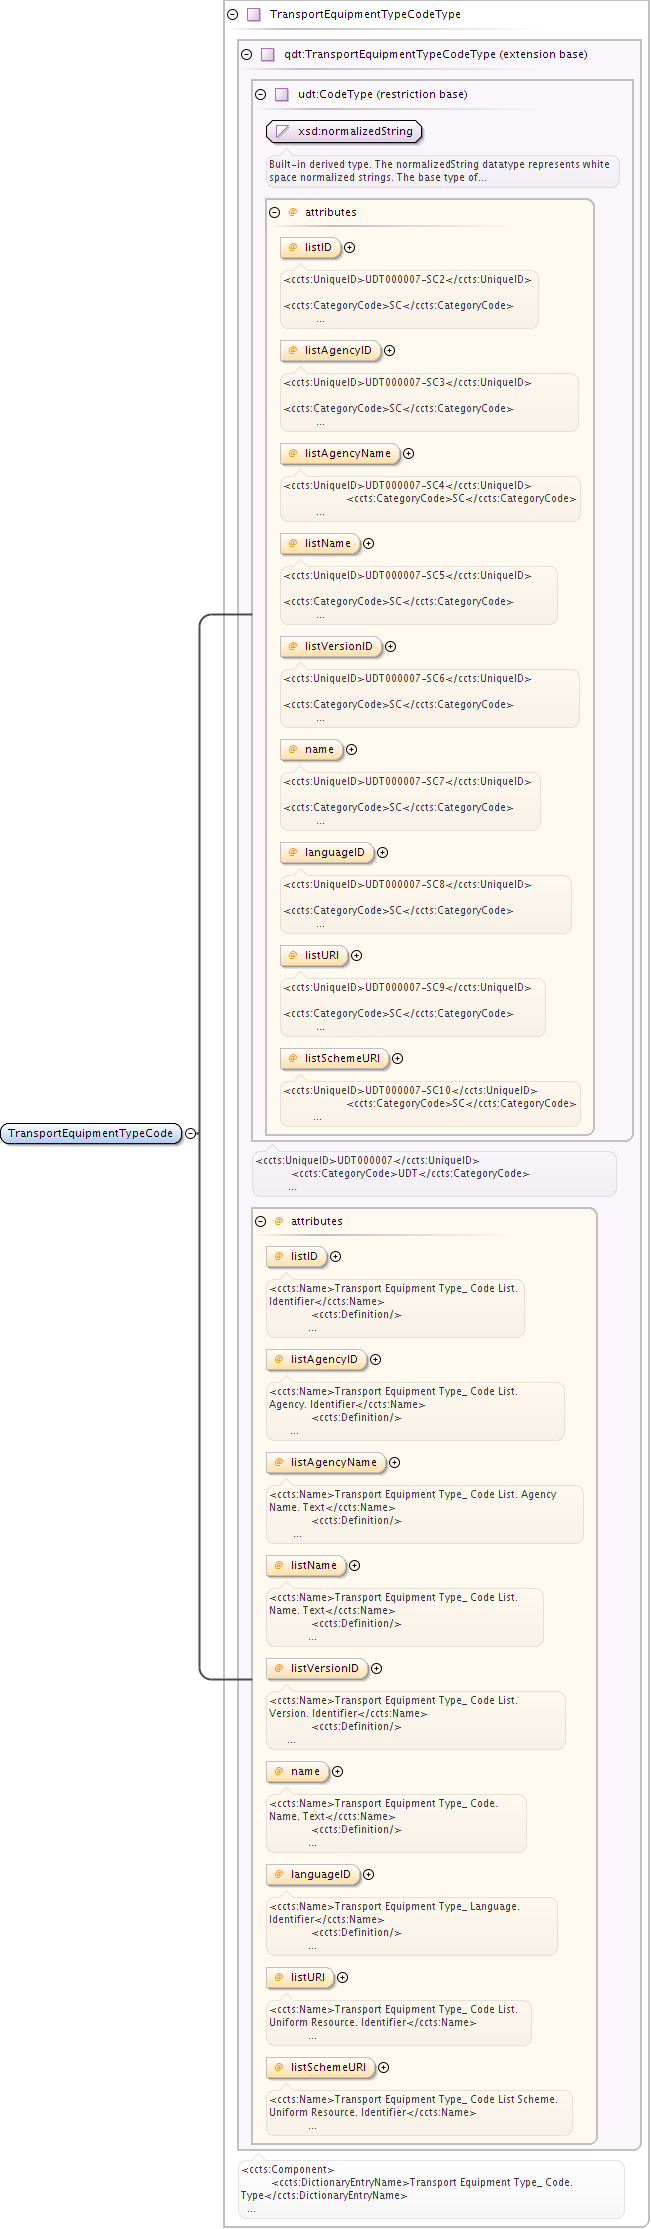 TransportEquipmentTypeCodeType
qdt:TransportEquipmentTypeCodeType (extension base)
udt:CodeType (restriction base)
xsd:normalizedString
Built-in derived type. The normalizedString datatype represents white
space normalized strings. The base type of...
@ attributes
@ listID
<ccts:UniqueID>UDT000007-SC2</ccts:UniqueID>
<ccts:CategoryCode>SC</ccts:CategoryCode>
...
@ listAgencyID
<ccts:UniqueID>UDT000007-SC3</ccts:UniqueID>
<ccts:CategoryCode>SC</ccts:CategoryCode>
...
@ listAgencyName
<ccts:UniqueID>UDT000007-SC4</ccts:UniqueID>
<ccts:CategoryCode>SC</ccts:CategoryCode>
...
@ listName
<ccts:UniqueID>UDT000007-SC5</ccts:UniqueID>
<ccts:CategoryCode>SC</ccts:CategoryCode>
...
@ listVersionID
<ccts:UniqueID>UDT000007-SC6</ccts:UniqueID>
<ccts:CategoryCode>SC</ccts:CategoryCode>
...
@ name
<ccts:UniqueID>UDT000007-SC7</ccts:UniqueID>
<ccts:CategoryCode>SC</ccts:CategoryCode>
...
@ languageID
<ccts:UniqueID>UDT000007-SC8</ccts:UniqueID>
<ccts:CategoryCode>SC</ccts:CategoryCode>
...
@ listURI
<ccts:UniqueID>UDT000007-SC9</ccts:UniqueID>
<ccts:CategoryCode>SC</ccts:CategoryCode>
...
@ listSchemeURI
<ccts:UniqueID>UDT000007-SC10</ccts:UniqueID>
<ccts:CategoryCode>SC</ccts:CategoryCode>
...
TransportEquipmentTypeCode
<ccts:UniqueID>UDT000007</ccts:UniqueID>
<ccts:CategoryCode>UDT</ccts:CategoryCode>
...
@ attributes
@ listID
<ccts:Name>Transport Equipment Type_ Code List.
Identifier</ccts:Name>
<ccts:Definition/>
...
@ listAgencyID
<ccts:Name>Transport Equipment Type_ Code List.
Agency. Identifier</ccts:Name>
<ccts:Definition/>
...
@ listAgencyName
<ccts:Name>Transport Equipment Type_ Code List. Agency
Name. Text</ccts:Name>
<ccts:Definition/>
...
@ listName
<ccts:Name>Transport Equipment Type_ Code List.
Name. Text</ccts:Name>
<ccts:Definition/>
...
@ listVersionID
<ccts:Name>Transport Equipment Type_ Code List.
Version. Identifier</ccts:Name>
<ccts:Definition/>
...
@ name
<ccts:Name>Transport Equipment Type_ Code.
Name. Text</ccts:Name>
<ccts:Definition/>
...
@ languageID
<ccts:Name>Transport Equipment Type_ Language.
Identifier</ccts:Name>
<ccts:Definition/>
...
@ listURI
<ccts:Name>Transport Equipment Type_ Code List.
Uniform Resource. Identifier</ccts:Name>
...
@ listSchemeURI
<ccts:Name>Transport Equipment Type_ Code List Scheme.
Uniform Resource. Identifier</ccts:Name>
...
<ccts:Component>
<ccts:DictionaryEntryName>Transport Equipment Type_ Code.
Type</ccts:DictionaryEntryName>
...